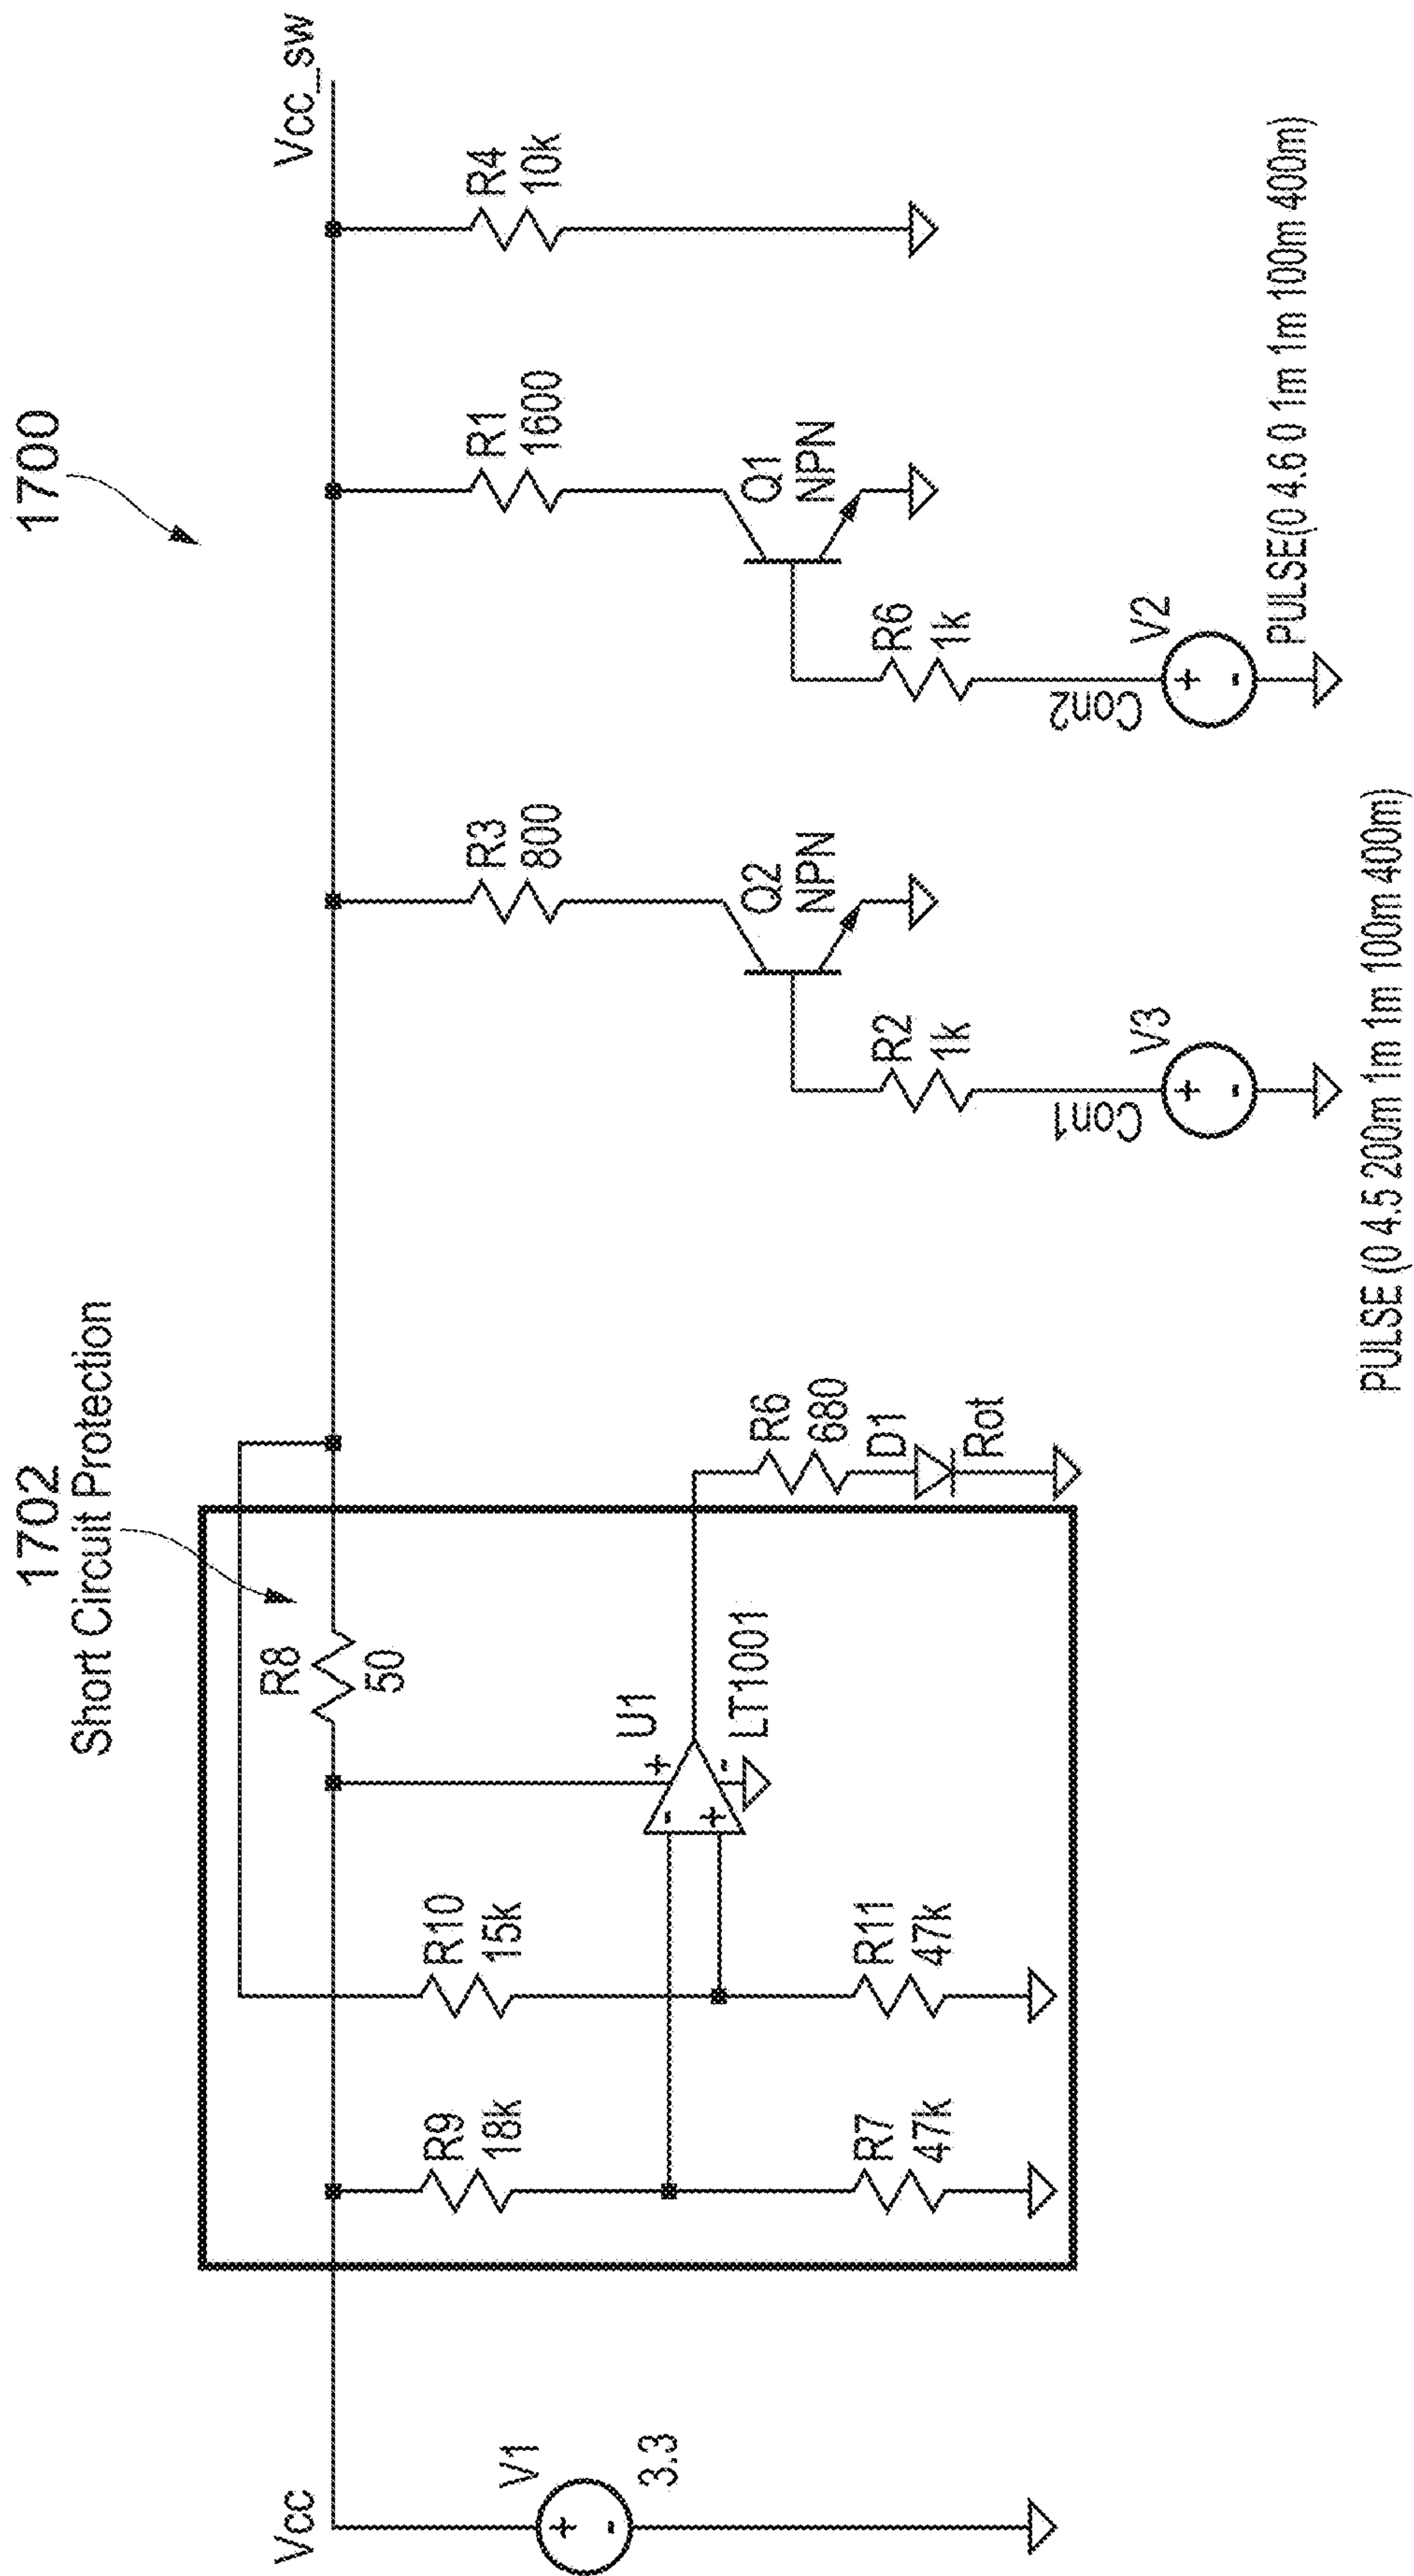 1700
1702
Short Circuit Protection
Vcc
V1
3.3
R9
18k
R7
47k
R10
15k
R11
47k
R8
50
U1
+
-
-
+
LT1001
R6
680
D1
Rot
R3
800
Q2
NPN
R2
1k
Con1
V3
+
-
PULSE (0 4.5 200m 1m 1m 100m 400m)
R1
1600
Q1
NPN
R6
1k
Con2
V2
+
-
PULSE(0 4.6 0 1m 1m 100m 400m)
R4
10k
Vcc_sw
+
-